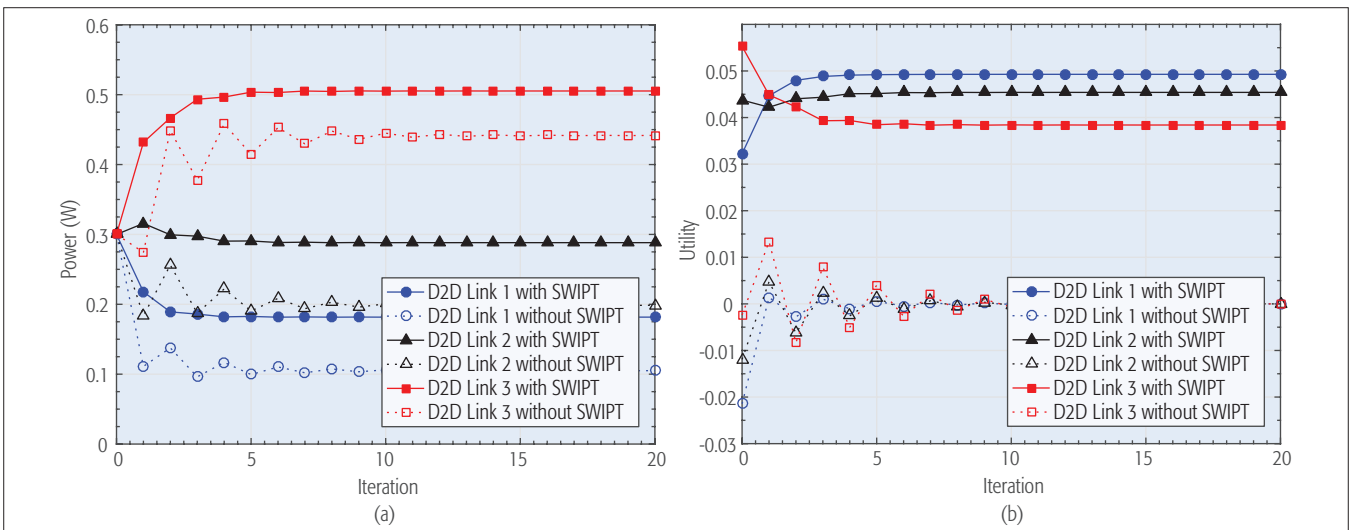 0.6
0.5
0.4
0.3
0.2
0.1
0
Power (W)
D2D Link 1 with SWIPT
D2D Link 1 without SWIPT
D2D Link 2 with SWIPT
D2D Link 2 without SWIPT
D2D Link 3 with SWIPT
D2D Link 3 without SWIPT
0 5 10 15 20
Iteration
(a)
0.05
0.04
0.03
0.02
0.01
0
-0.01
-0.02
-0.03
Utility
D2D Link 1 with SWIPT
D2D Link 1 without SWIPT
D2D Link 2 with SWIPT
D2D Link 2 without SWIPT
D2D Link 3 with SWIPT
D2D Link 3 without SWIPT
0 5 10 15 20
Iteration
(b)